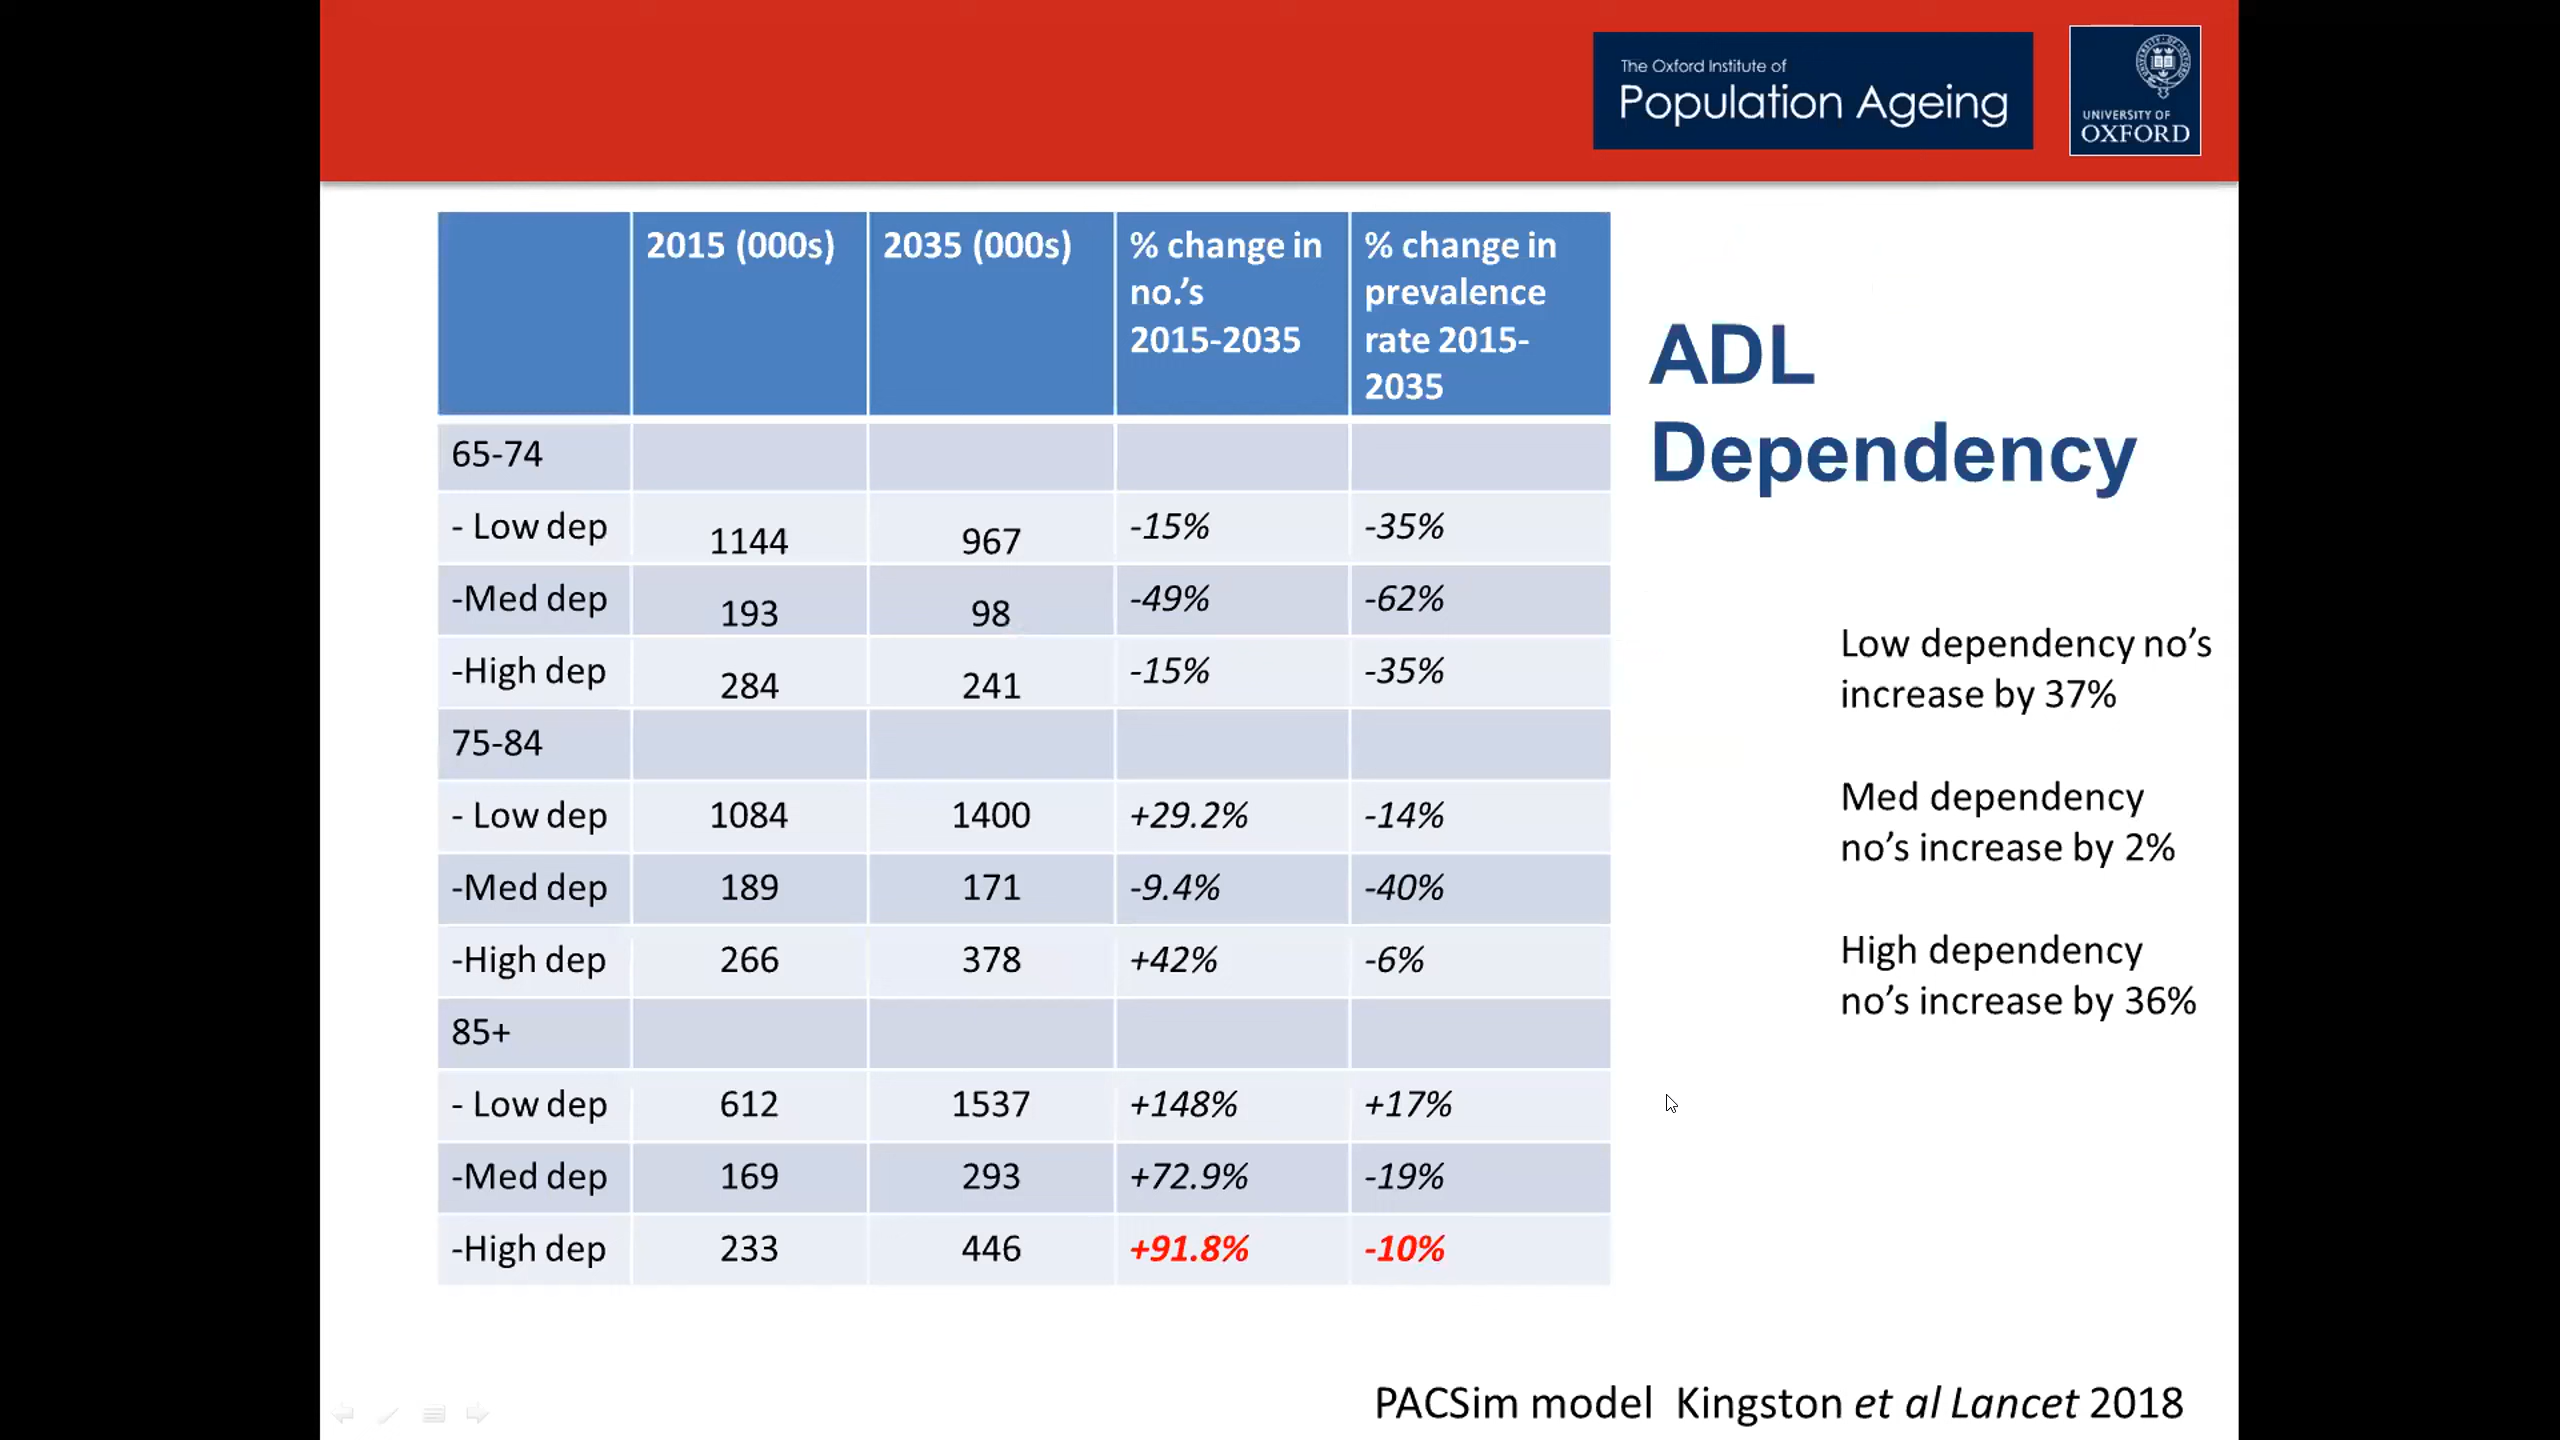 The Oxford Institute of
Population Ageing
UNIVERSITY OF
OXFORD
2015 (000s) 2035 (000s) % change in no.'s 2015-2035 % change in prevalence rate 2015-2035
65-74
- Low dep 1144 967 -15% -35%
-Med dep 193 98 -49% -62%
-High dep 284 241 -15% -35%
75-84
- Low dep 1084 1400 +29.2% -14%
-Med dep 189 171 -9.4% -40%
-High dep 266 378 +42% -6%
85+
- Low dep 612 1537 +148% +17%
-Med dep 169 293 +72.9% -19%
-High dep 233 446 +91.8% -10%
ADL
Dependency
Low dependency no's
increase by 37%
Med dependency
no's increase by 2%
High dependency
no's increase by 36%
PACSim model Kingston et al Lancet 2018